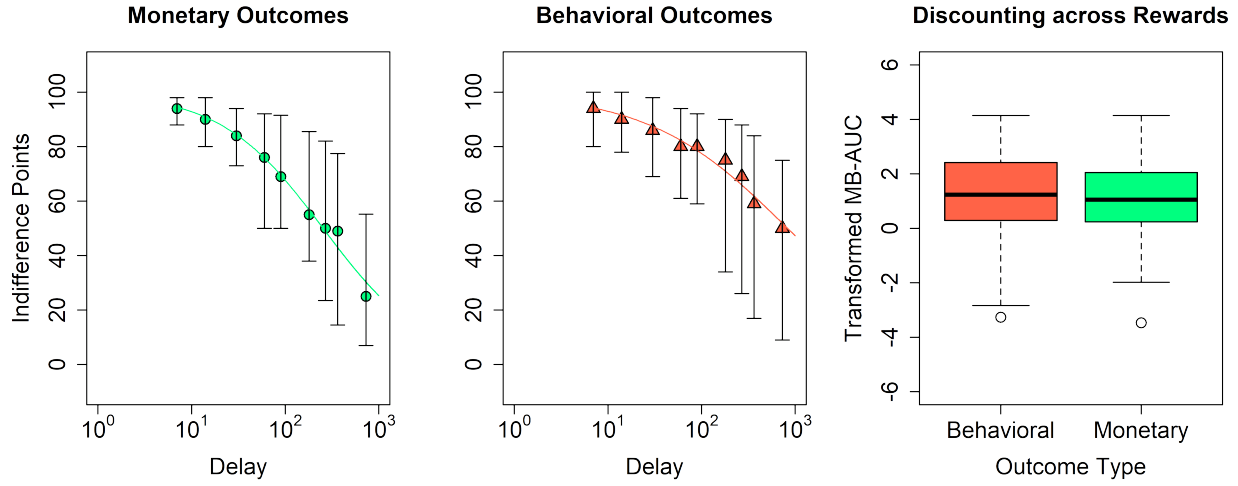 Monetary Outcomes
Indifference Points
100
80
60
40
20
0
10^0 10^1 10^2 10^3
Delay
Behavioral Outcomes
100
80
60
40
20
0
10^0 10^1 10^2 10^3
Delay
Discounting across Rewards
Transformed MB-AUC
6
4
2
0
-2
-4
-6
Behavioral Monetary
Outcome Type